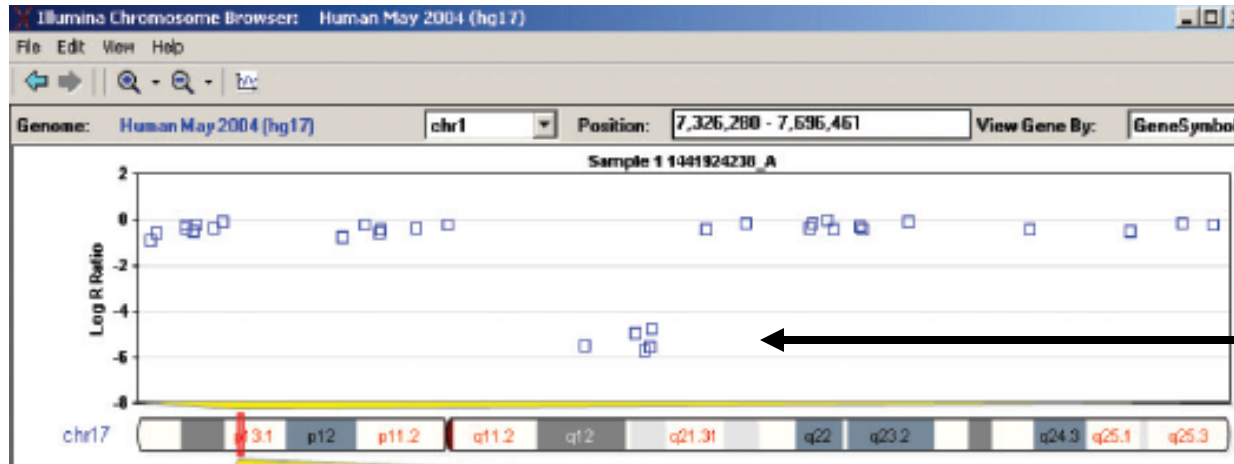 Illumina Chromosome Browser: Human May 2004 (hg17)
File Edit View Help
Genome: Human May 2004 (hg17) chr1 Position: 7,326,280 - 7,696,461 View Gene By: GeneSymbol
Sample 1 1441924238_A
2
0
-2
-4
-6
-8
Log R Ratio
chr17 p13.1 p12 p11.2 q11.2 q12 q21.31 q22 q23.2 q24.3 q25.1 q25.3